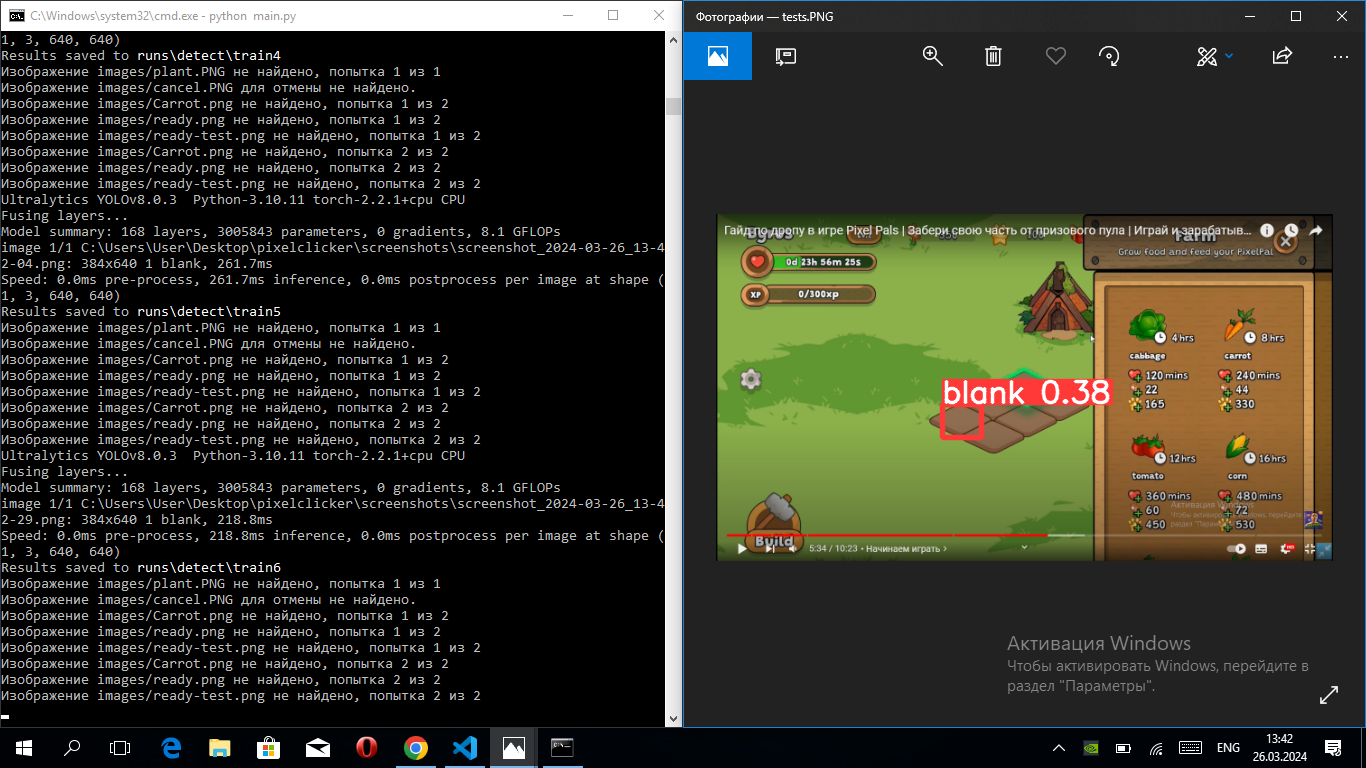 C:\Windows\system32\cmd.exe - python  main.py
1, 3, 640, 640)
Results saved to runs\detect\train4
Изображение images/plant.PNG не найдено, попытка 1 из 1
Изображение images/cancel.PNG для отмены не найдено.
Изображение images/Carrot.png не найдено, попытка 1 из 2
Изображение images/ready.png не найдено, попытка 1 из 2
Изображение images/ready-test.png не найдено, попытка 1 из 2
Изображение images/Carrot.png не найдено, попытка 2 из 2
Изображение images/ready.png не найдено, попытка 2 из 2
Изображение images/ready-test.png не найдено, попытка 2 из 2
Ultralytics YOLOv8.0.3  Python-3.10.11 torch-2.2.1+cpu CPU
Fusing layers...
Model summary: 168 layers, 3005843 parameters, 0 gradients, 8.1 GFLOPs
image 1/1 C:\Users\User\Desktop\pixelclicker\screenshots\screenshot_2024-03-26_13-4
2-04.png: 384x640 1 blank, 261.7ms
Speed: 0.0ms pre-process, 261.7ms inference, 0.0ms postprocess per image at shape (
1, 3, 640, 640)
Results saved to runs\detect\train5
Изображение images/plant.PNG не найдено, попытка 1 из 1
Изображение images/cancel.PNG для отмены не найдено.
Изображение images/Carrot.png не найдено, попытка 1 из 2
Изображение images/ready.png не найдено, попытка 1 из 2
Изображение images/ready-test.png не найдено, попытка 1 из 2
Изображение images/Carrot.png не найдено, попытка 2 из 2
Изображение images/ready.png не найдено, попытка 2 из 2
Изображение images/ready-test.png не найдено, попытка 2 из 2
Ultralytics YOLOv8.0.3  Python-3.10.11 torch-2.2.1+cpu CPU
Fusing layers...
Model summary: 168 layers, 3005843 parameters, 0 gradients, 8.1 GFLOPs
image 1/1 C:\Users\User\Desktop\pixelclicker\screenshots\screenshot_2024-03-26_13-4
2-29.png: 384x640 1 blank, 218.8ms
Speed: 0.0ms pre-process, 218.8ms inference, 0.0ms postprocess per image at shape (
1, 3, 640, 640)
Results saved to runs\detect\train6
Изображение images/plant.PNG не найдено, попытка 1 из 1
Изображение images/cancel.PNG для отмены не найдено.
Изображение images/Carrot.png не найдено, попытка 1 из 2
Изображение images/ready.png не найдено, попытка 1 из 2
Изображение images/ready-test.png не найдено, попытка 1 из 2
Изображение images/Carrot.png не найдено, попытка 2 из 2
Изображение images/ready.png не найдено, попытка 2 из 2
Изображение images/ready-test.png не найдено, попытка 2 из 2
Фотографии — tests.PNG
Гайд по дропу в игре Pixel Pals | Забери свою часть от призового пула | Играй и зарабатыв...
Farm
Grow food and feed your PixelPal
0d 23h 56m 25s
XP 0/300xp
4 hrs 8 hrs
cabbage carrot
120 mins 240 mins
22 44
165 330
blank 0.38
12 hrs 16 hrs
tomato corn
360 mins 480 mins
60 72
450 530
Активация Windows
Чтобы активировать Windows, перейдите
раздел "Парам
Build
5:34 / 10:23 • Начинаем играть >
Активация Windows
Чтобы активировать Windows, перейдите в
раздел "Параметры".
ENG
13:42
26.03.2024